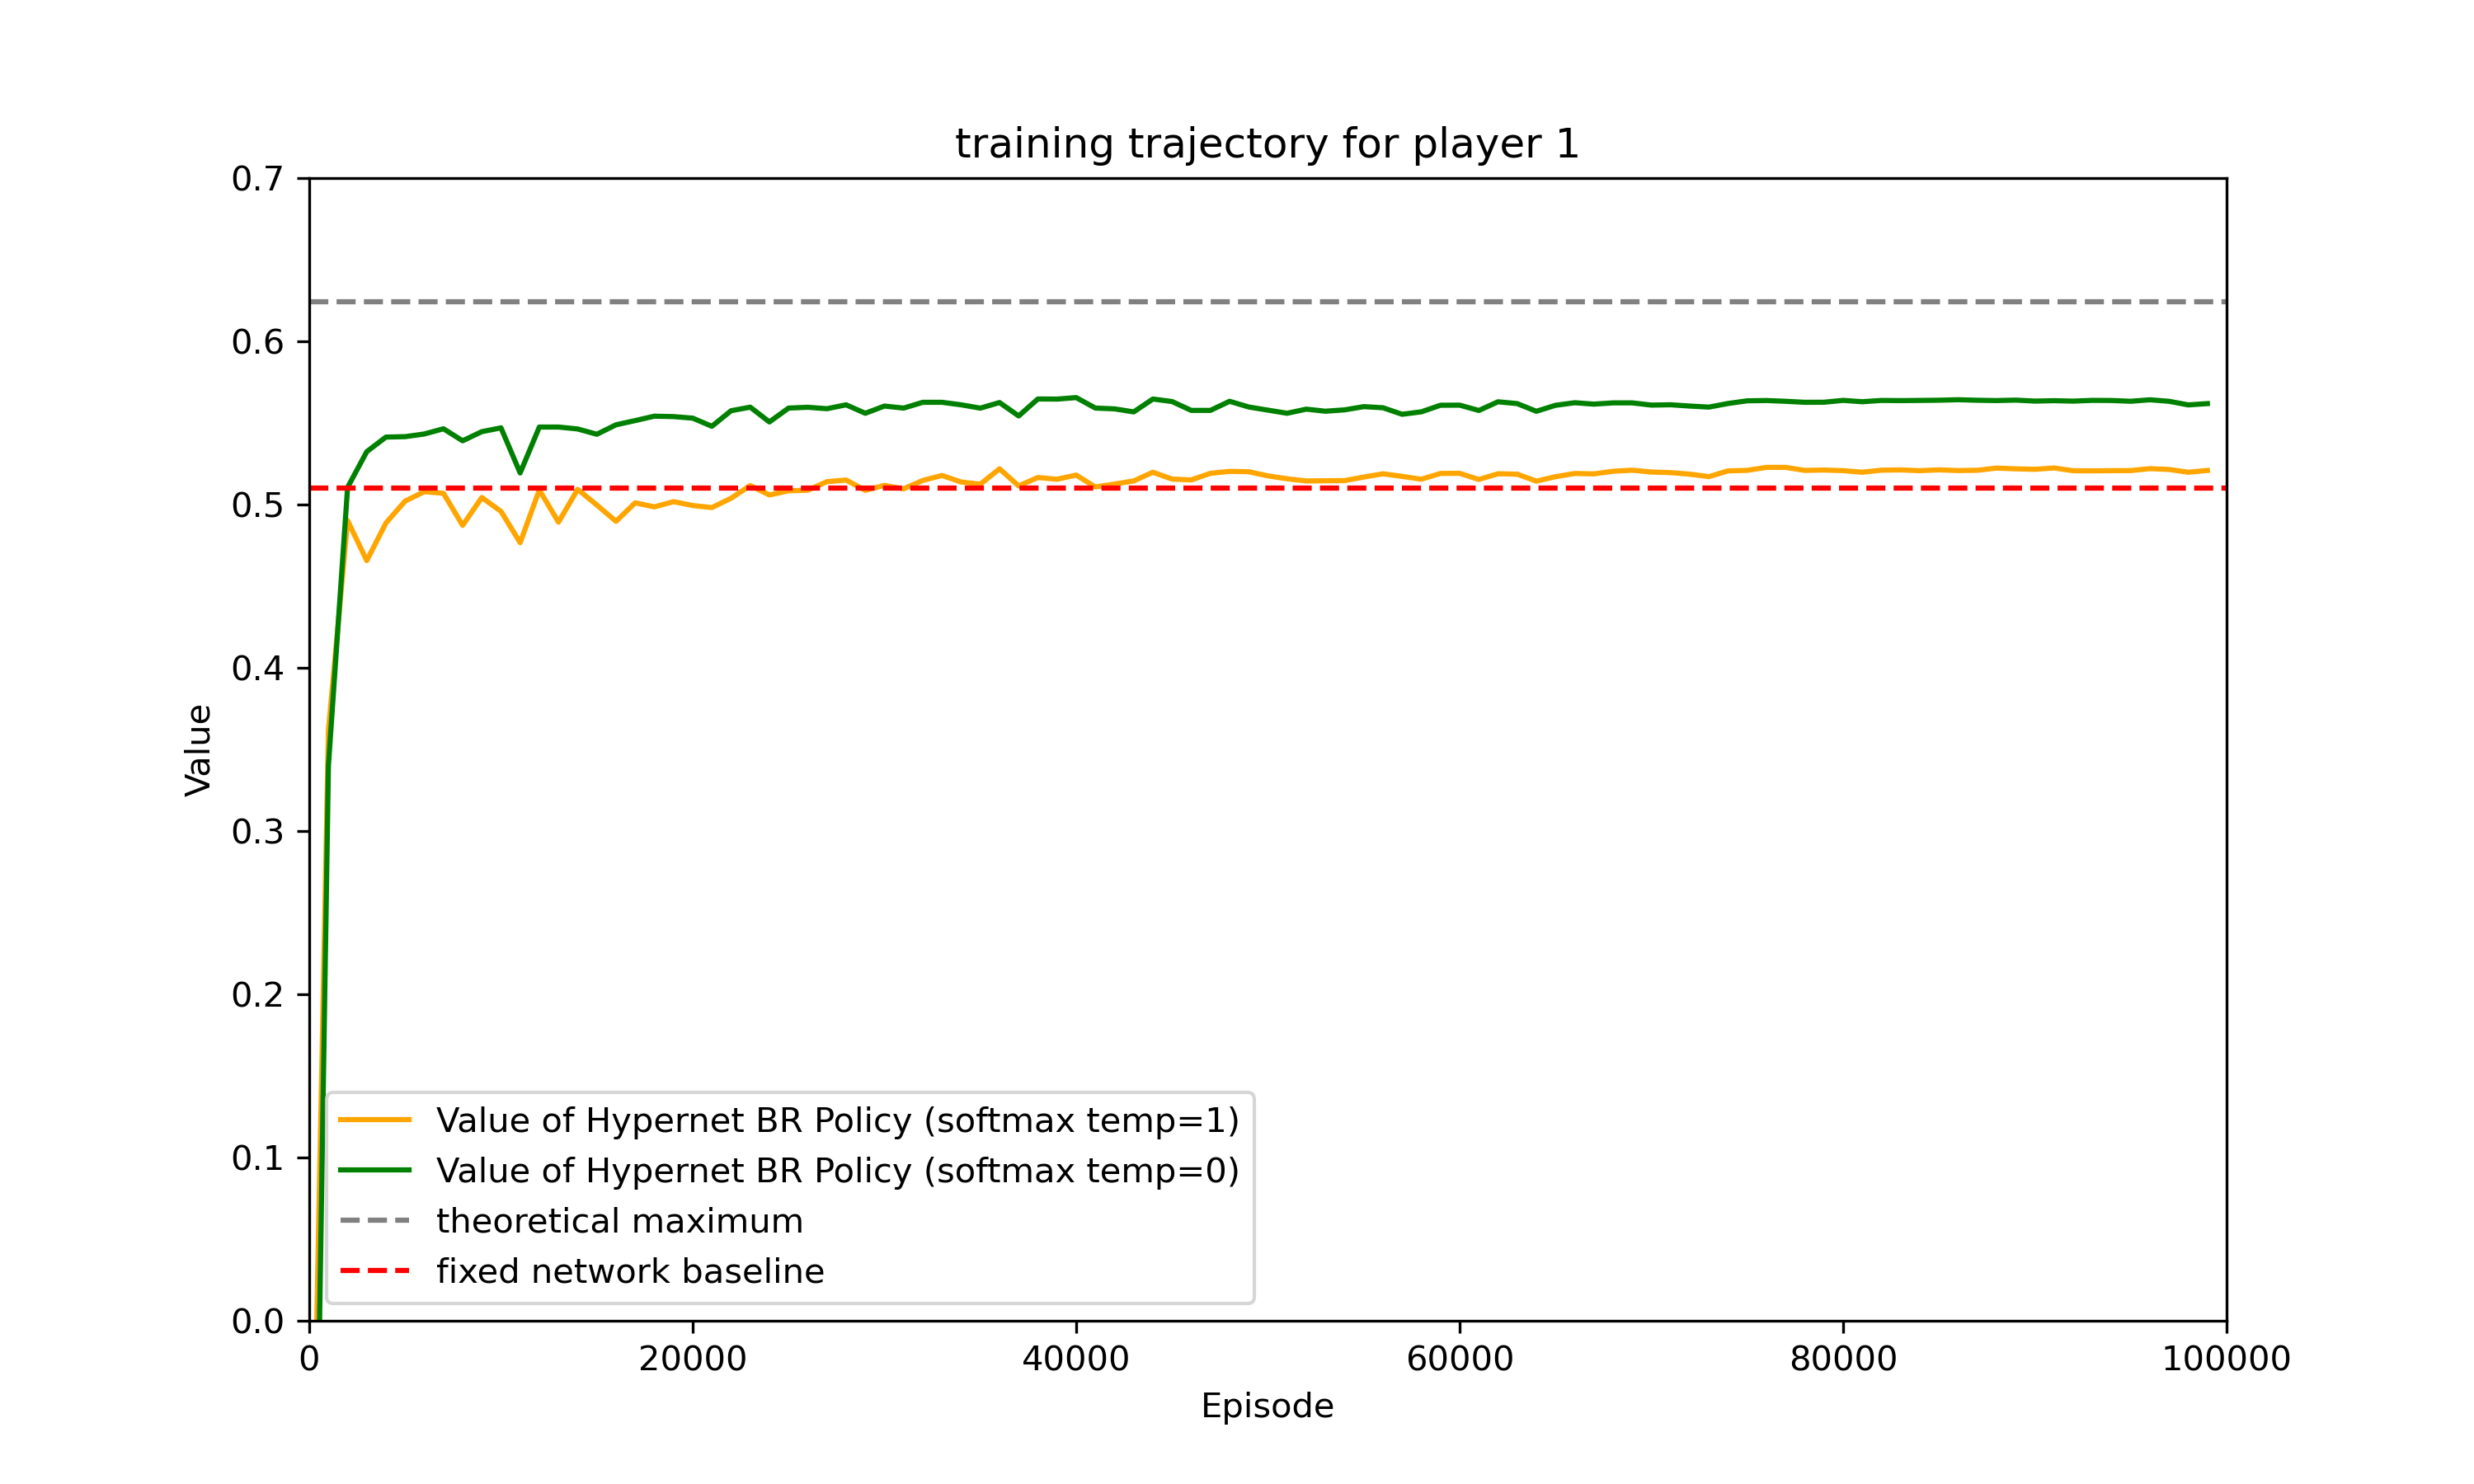 training trajectory for player 1
0.7
0.6
0.5
0.4
0.3
0.2
0.1
0.0
Value
Value of Hypernet BR Policy (softmax temp=1)
Value of Hypernet BR Policy (softmax temp=0)
theoretical maximum
fixed network baseline
0 20000 40000 60000 80000 100000
Episode